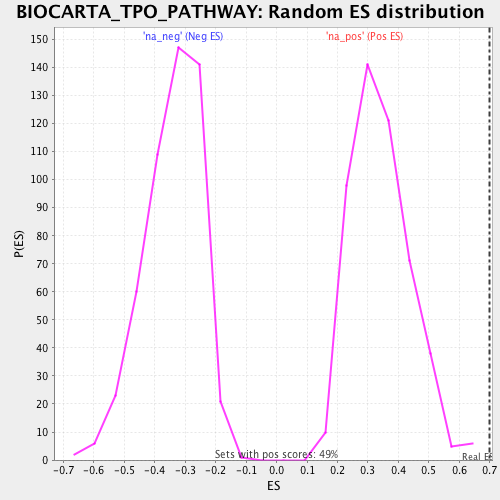 BIOCARTA_TPO_PATHWAY: Random ES distribution
'na_neg' (Neg ES)
'na_pos' (Pos ES)
150
140
130
120
110
100
90
80
70
60
50
40
30
20
10
0
P(ES)
Sets with pos scores: 49%
Real ES
-0.7 -0.6 -0.5 -0.4 -0.3 -0.2 -0.1 0.0 0.1 0.2 0.3 0.4 0.5 0.6 0.7
ES